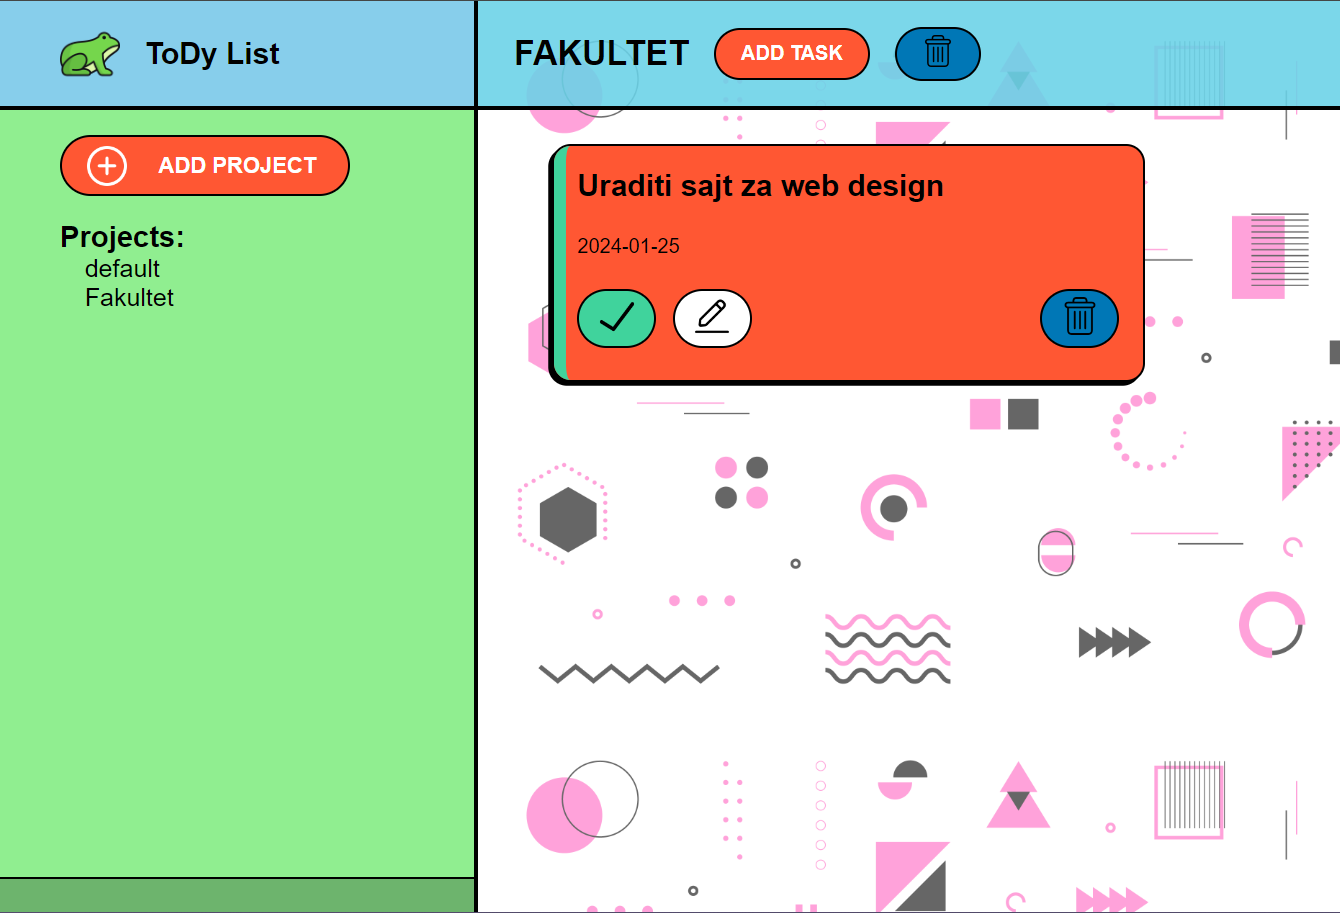 ToDy List
FAKULTET
ADD TASK
ADD PROJECT
Projects:
default
Fakultet
Uraditi sajt za web design
2024-01-25